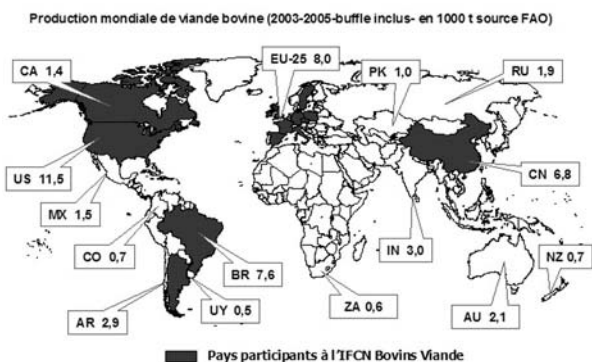 Production mondiale de viande bovine (2003-2005-buffle inclus- en 1000 t source FAO)
CA 1,4
EU-25 8,0
PK 1,0
RU 1,9
US 11,5
CN 6,8
MX 1,5
CO 0,7
BR 7,6
IN 3,0
NZ 0,7
AR 2,9
UY 0,5
ZA 0,6
AU 2,1
Pays participants à l'IFCN Bovins Viande